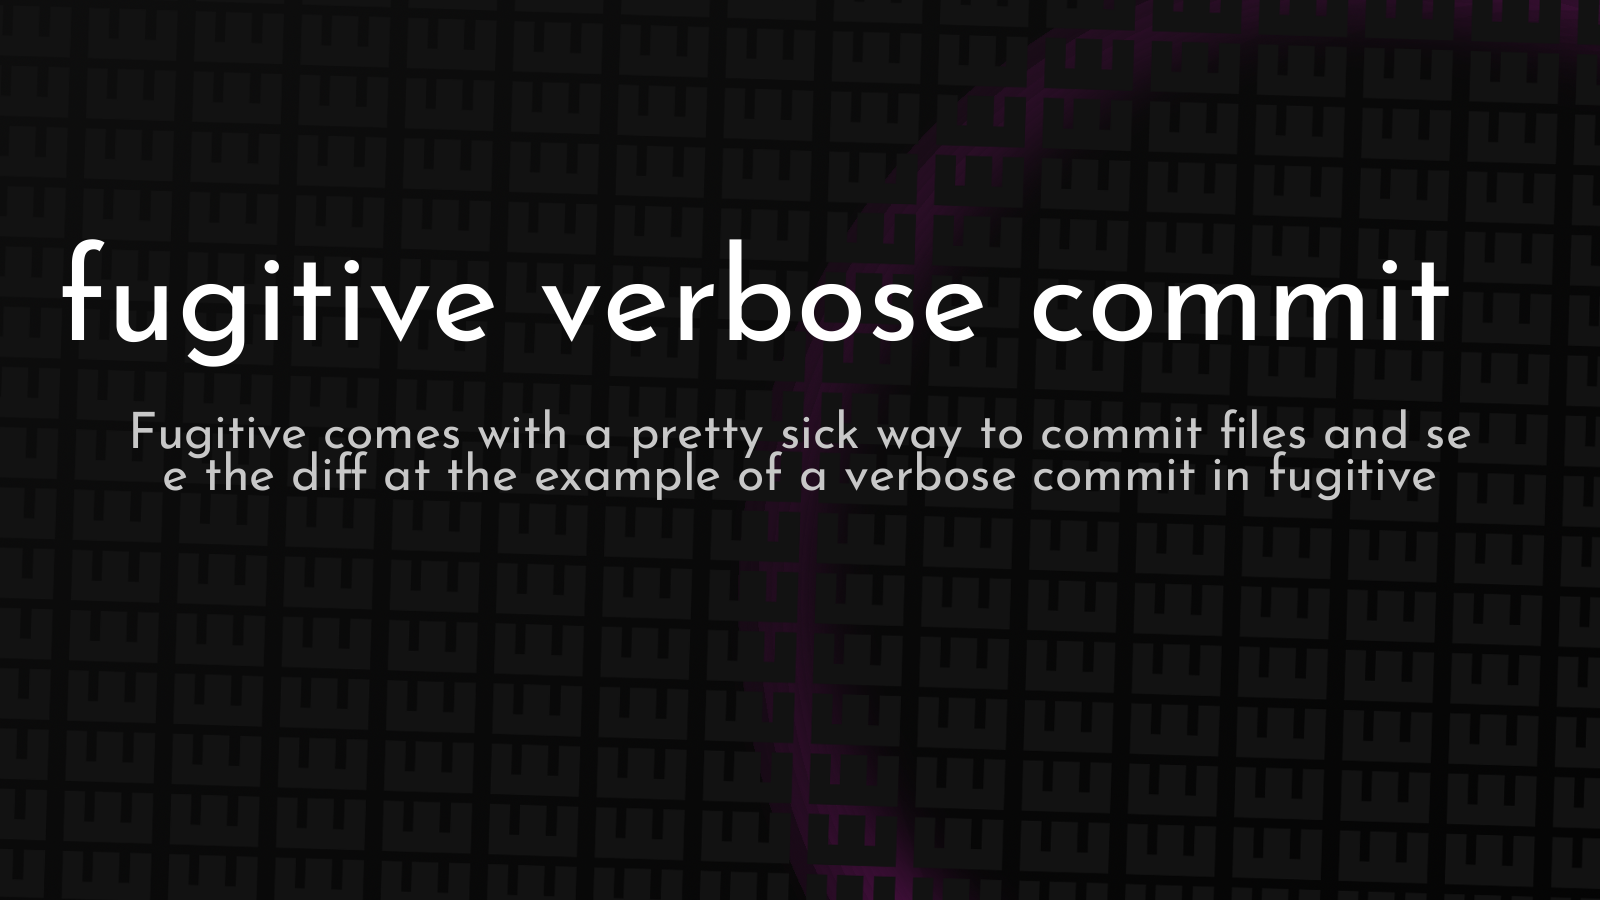 fugitive verbose commit
Fugitive comes with a pretty sick way to commit files and se
e the diff at the example of a verbose commit in fugitive